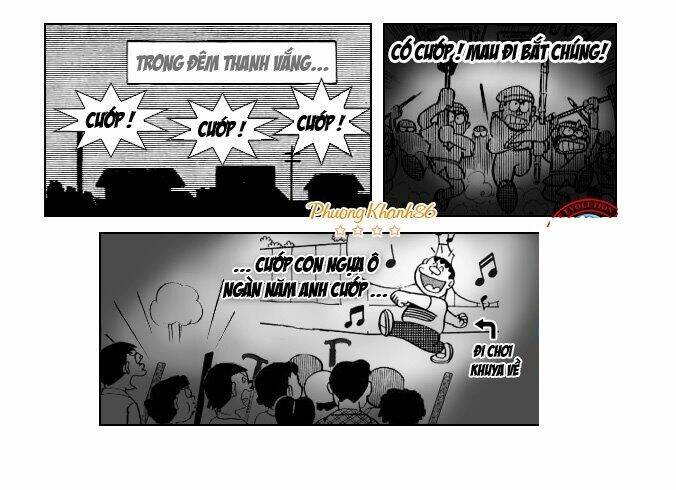 TRONG ĐÊM THANH VẮNG...
CƯỚP !
CƯỚP !
CƯỚP !
CÓ CƯỚP ! MAU ĐI BẮT CHÚNG!
PhuongKhanh86
EVOLUTION
... CƯỚP CON NGỰA Ô
NGÀN NĂM ANH CƯỚP ...
ĐI CHƠI
KHUYA VỀ